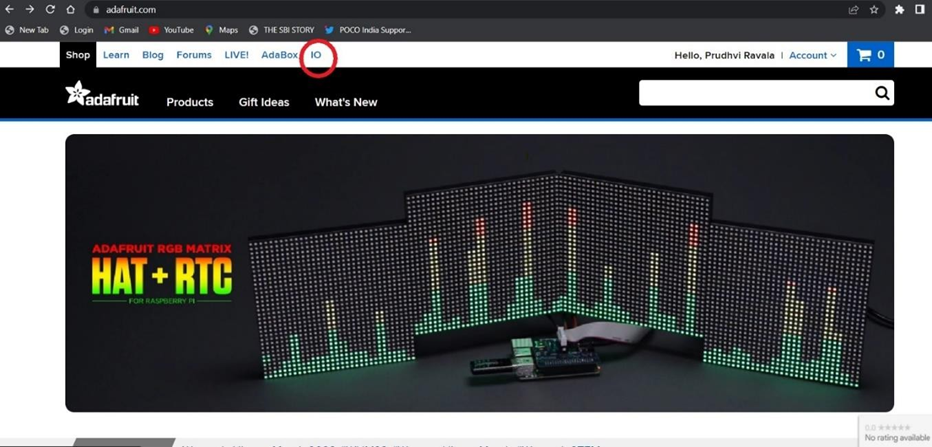 adafruit.com
New Tab Login Gmail YouTube Maps THE SBI STORY POCO India Suppor...
Shop Learn Blog Forums LIVE! AdaBox IO Hello, Prudhvi Ravala | Account 0
adafruit Products Gift Ideas What's New
ADAFRUIT RGB MATRIX
HAT + RTC
FOR RASPBERRY PI
0.0
No rating available